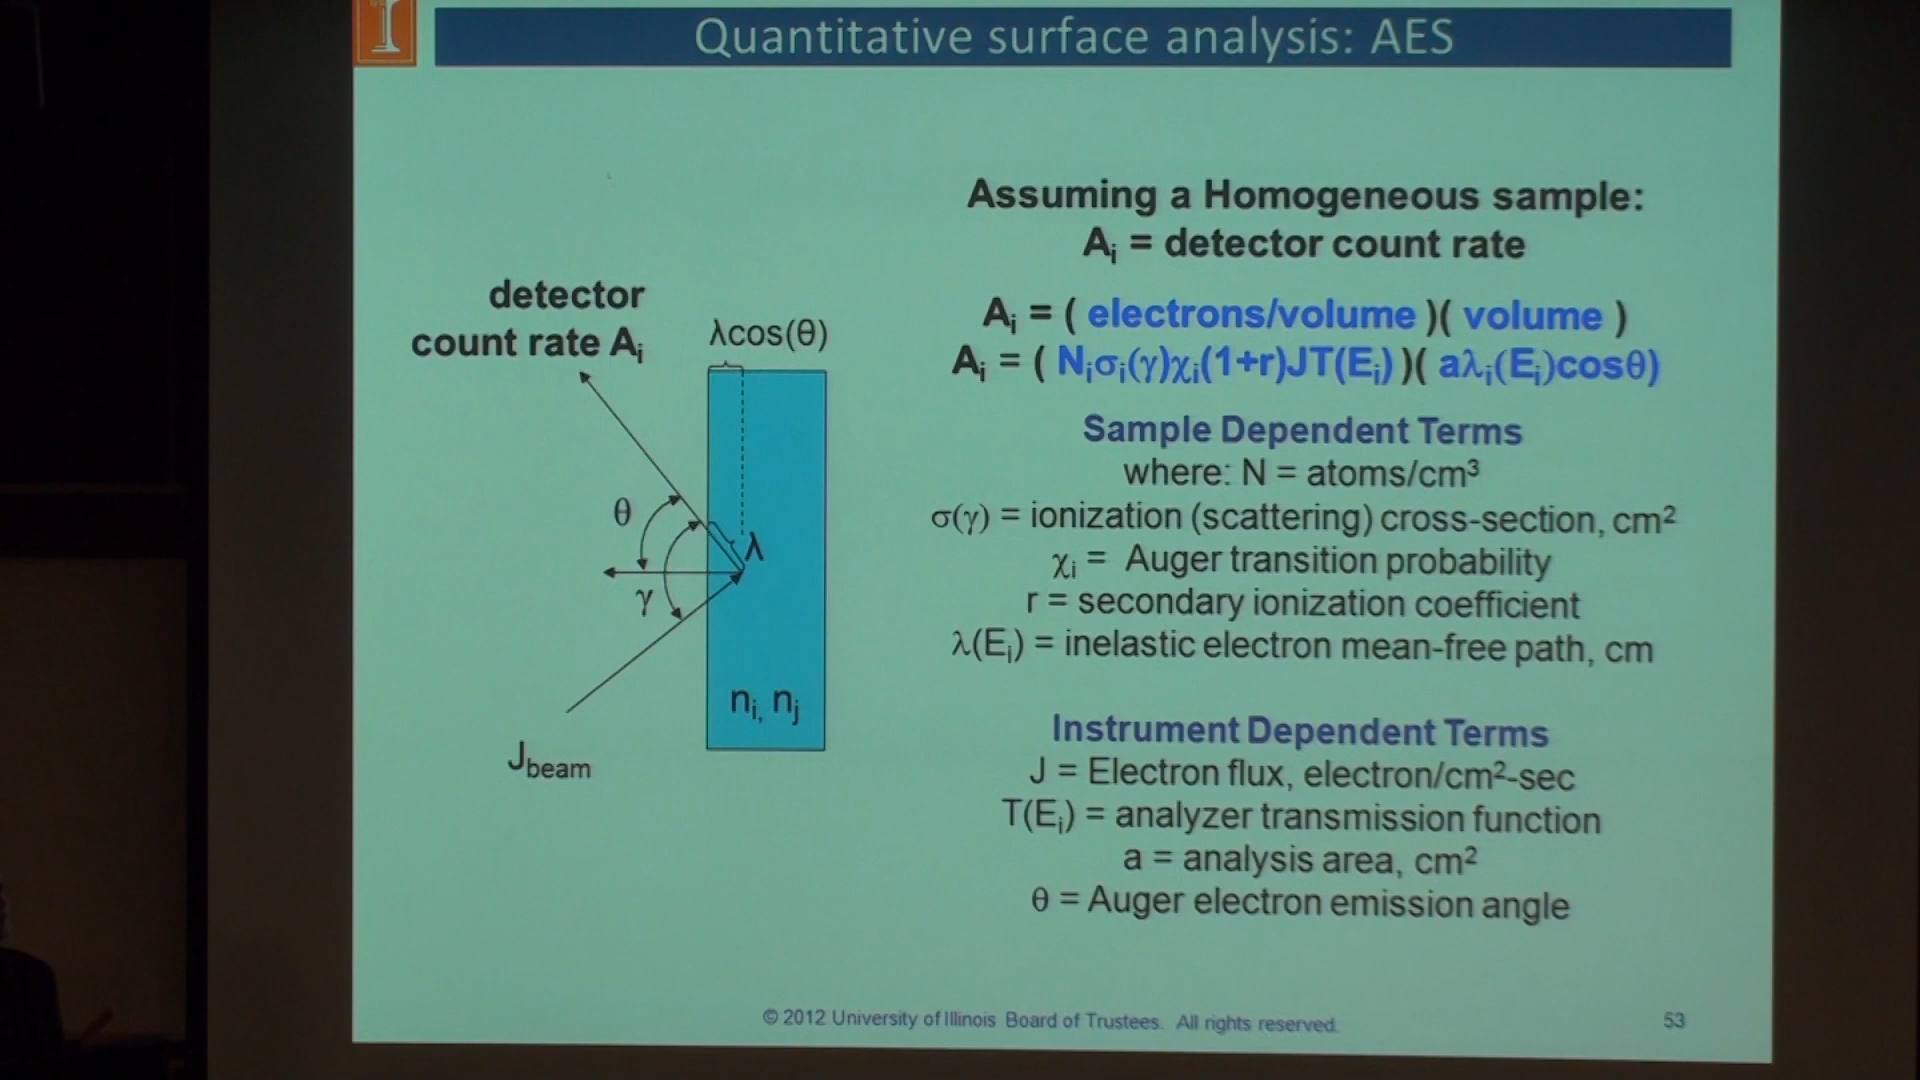 I
Quantitative surface analysis: AES
Assuming a Homogeneous sample:
Aᵢ = detector count rate
Aᵢ = ( electrons/volume )( volume )
Aᵢ = ( Nᵢσᵢ(γ)χᵢ(1+r)JT(Eᵢ) )( aλᵢ(Eᵢ)cosθ)
Sample Dependent Terms
where: N = atoms/cm³
σ(γ) = ionization (scattering) cross-section, cm²
χᵢ = Auger transition probability
r = secondary ionization coefficient
λ(Eᵢ) = inelastic electron mean-free path, cm
Instrument Dependent Terms
J = Electron flux, electron/cm²-sec
T(Eᵢ) = analyzer transmission function
a = analysis area, cm²
θ = Auger electron emission angle
detector
count rate Aᵢ
λcos(θ)
θ
λ
γ
nᵢ, nⱼ
J_beam
© 2012 University of Illinois Board of Trustees. All rights reserved.
53